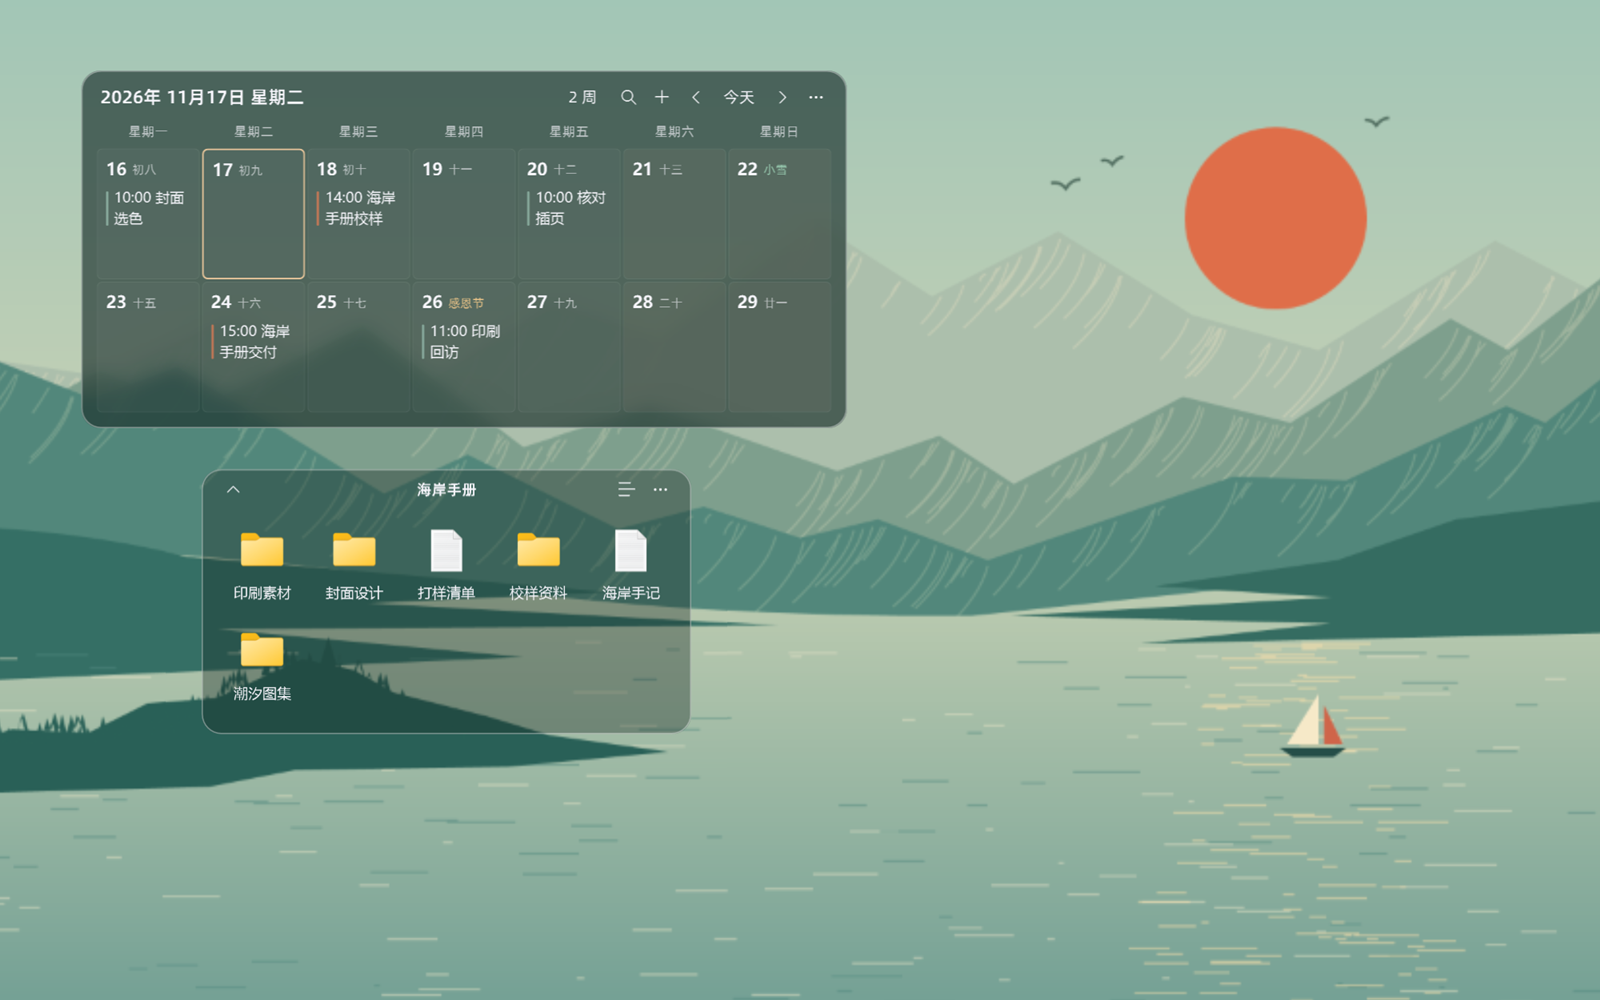 2026年 11月17日 星期二
2 周
今天
星期一 星期二 星期三 星期四 星期五 星期六 星期日
16 初八
10:00 封面
选色
17 初九
18 初十
14:00 海岸
手册校样
19 十一
20 十二
10:00 核对
插页
21 十三
22 小雪
23 十五
24 十六
15:00 海岸
手册交付
25 十七
26 感恩节
11:00 印刷
回访
27 十九
28 二十
29 廿一
海岸手册
印刷素材
封面设计
打样清单
校样资料
海岸手记
潮汐图集